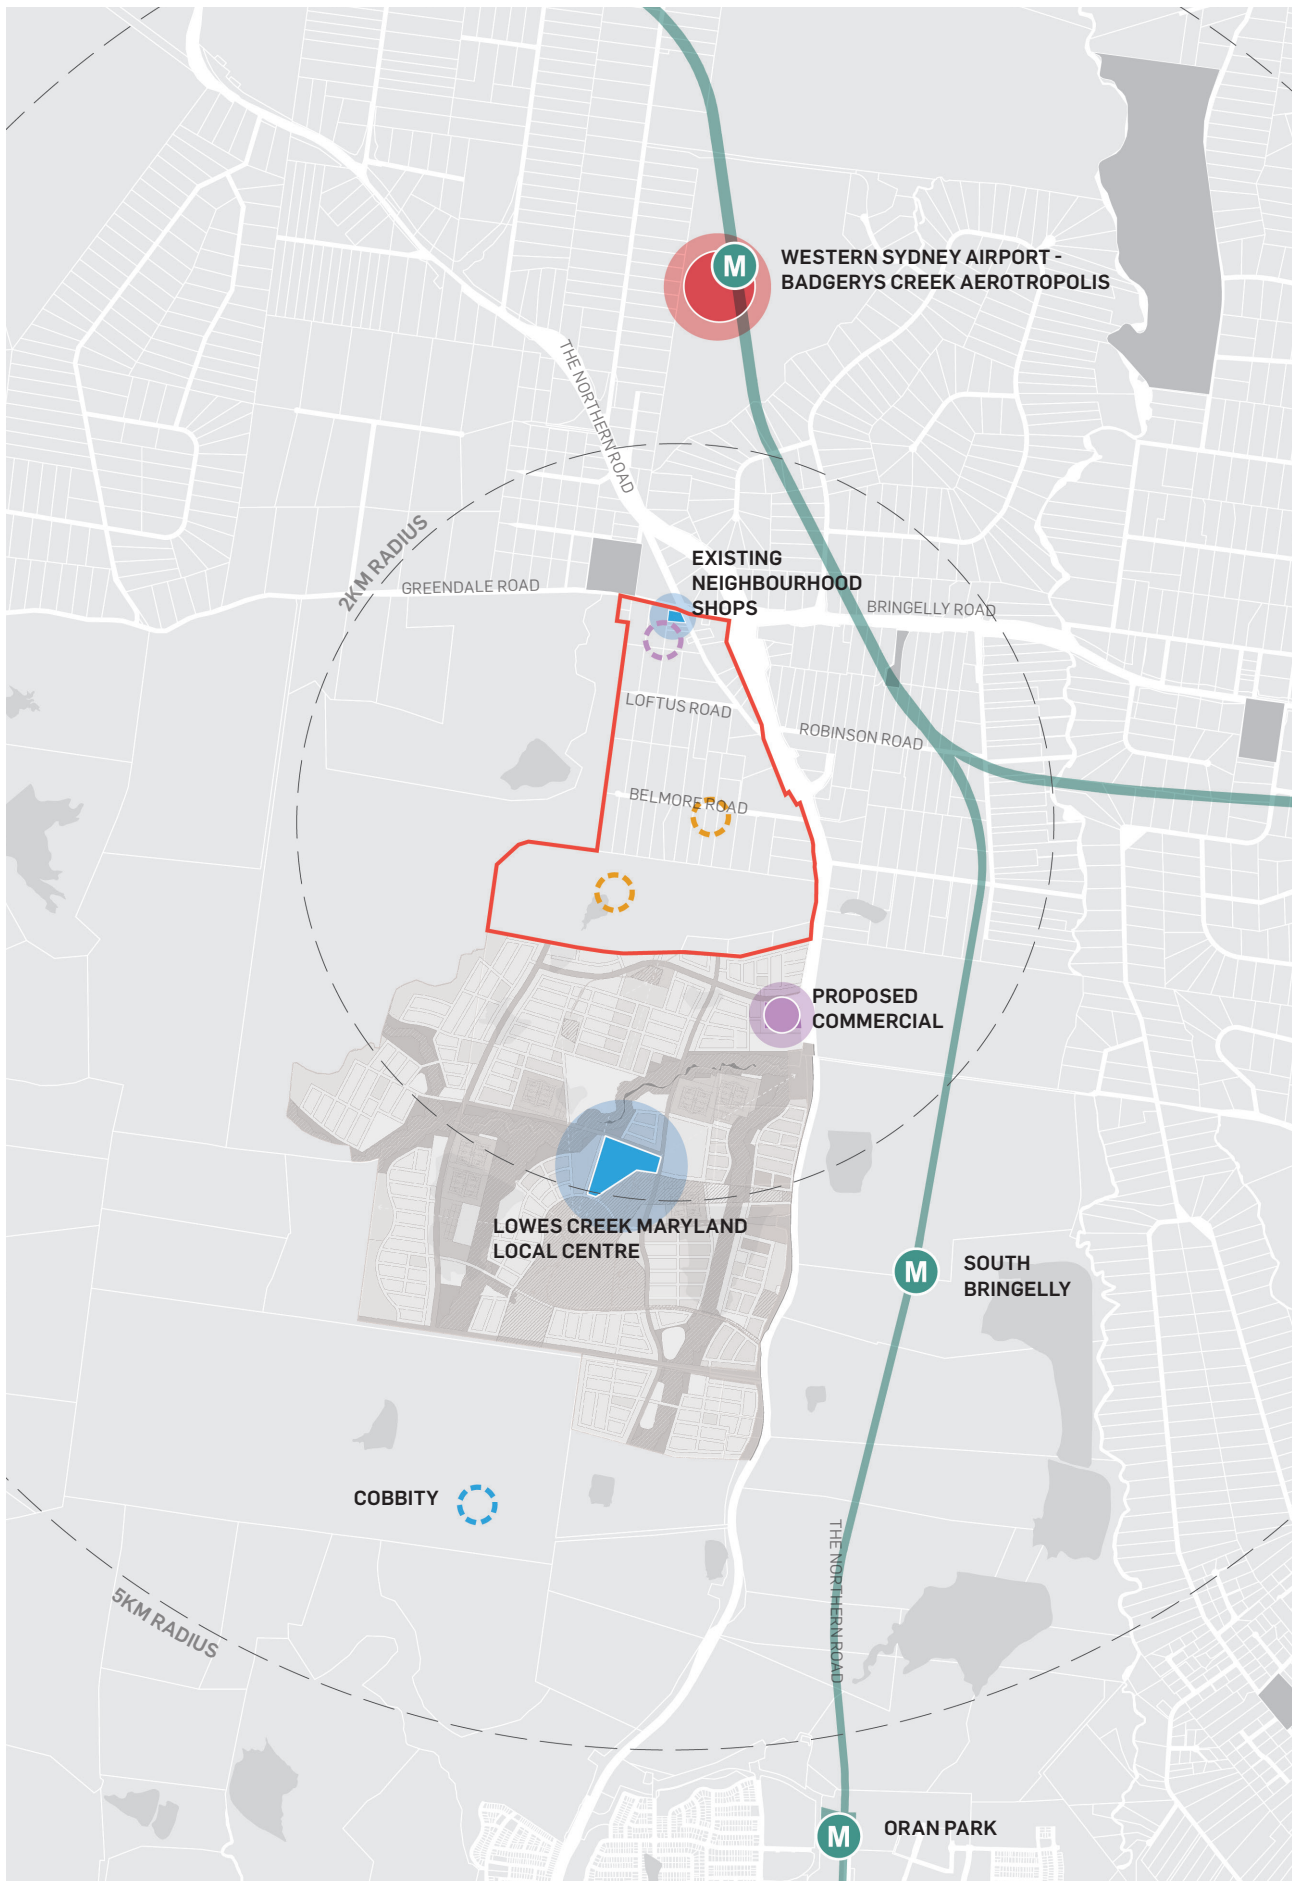 M
WESTERN SYDNEY AIRPORT -
BADGERYS CREEK AEROTROPOLIS
THE NORTHERN ROAD
2KM RADIUS
EXISTING
NEIGHBOURHOOD
SHOPS
GREENDALE ROAD
BRINGELLY ROAD
LOFTUS ROAD
ROBINSON ROAD
BELMORE ROAD
PROPOSED
COMMERCIAL
LOWES CREEK MARYLAND
LOCAL CENTRE
M
SOUTH
BRINGELLY
COBBITY
THE NORTHERN ROAD
5KM RADIUS
M
ORAN PARK